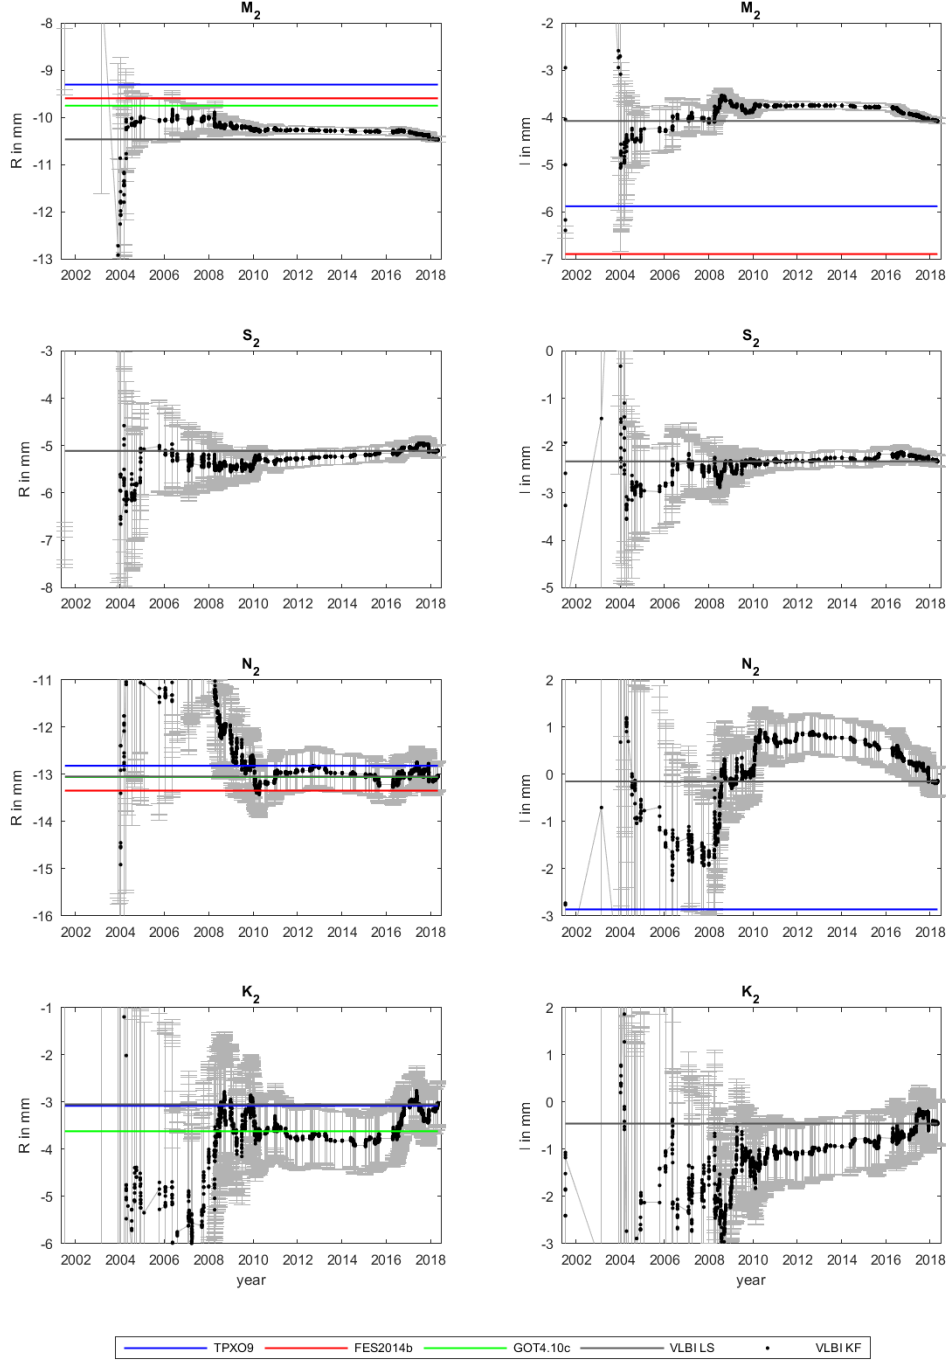 M2 M2
-8 -2
-9 -3
-10 -4
-11 -5
-12 -6
-13 -7
R in mm I in mm
2002 2004 2006 2008 2010 2012 2014 2016 2018 2002 2004 2006 2008 2010 2012 2014 2016 2018
S2 S2
-3 0
-4 -1
-5 -2
-6 -3
-7 -4
-8 -5
R in mm I in mm
2002 2004 2006 2008 2010 2012 2014 2016 2018 2002 2004 2006 2008 2010 2012 2014 2016 2018
N2 N2
-11 2
-12 1
-13 0
-14 -1
-15 -2
-16 -3
R in mm I in mm
2002 2004 2006 2008 2010 2012 2014 2016 2018 2002 2004 2006 2008 2010 2012 2014 2016 2018
K2 K2
-1 2
-2 1
-3 0
-4 -1
-5 -2
-6 -3
R in mm I in mm
2002 2004 2006 2008 2010 2012 2014 2016 2018 2002 2004 2006 2008 2010 2012 2014 2016 2018
year year
TPXO9 FES2014b GOT4.10c VLBI LS VLBI KF